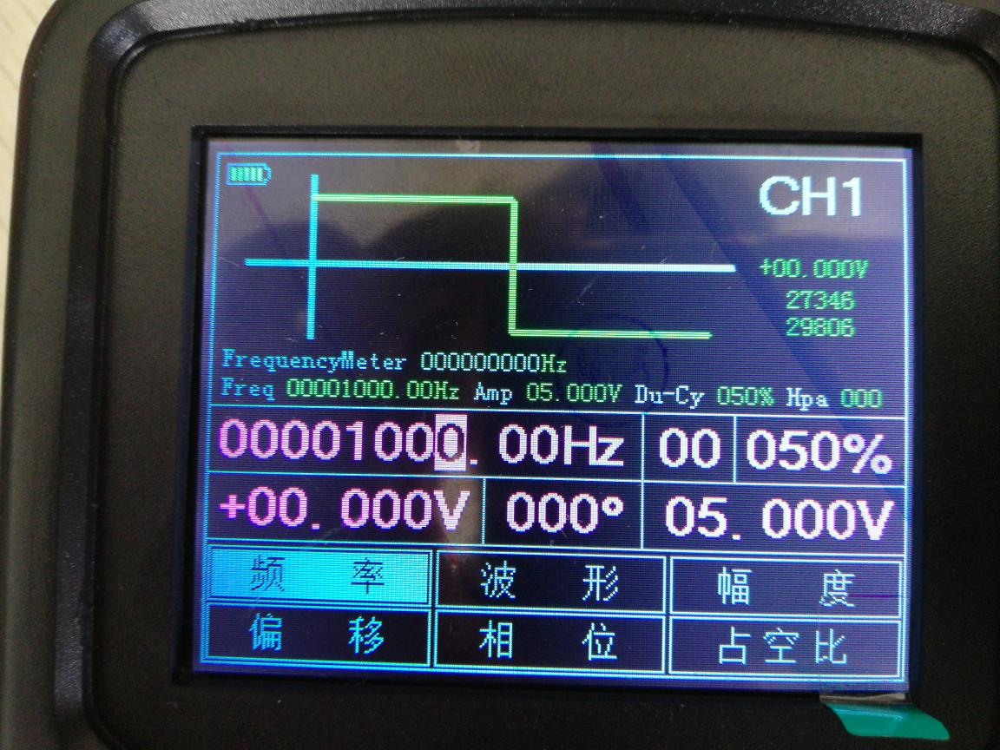 CH1
+00.000V
27346
29806
FrequencyMeter 000000000Hz
Freq 00001000.00Hz Amp 05.000V Du-Cy 050% Hpa 000
00001000.00Hz 00 050%
+00.000V 000° 05.000V
频率 波形 幅度
偏移 相位 占空比